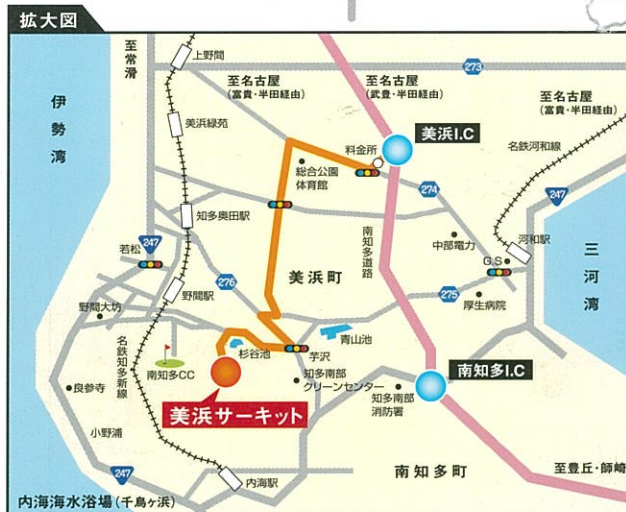 拡大図
至常滑
上野間
273
至名古屋
(富貴・半田経由)
至名古屋
(武豊・半田経由)
至名古屋
(富貴・半田経由)
伊勢湾
美浜緑苑
美浜I.C
料金所
名鉄河和線
総合公園
体育館
274
247
知多奥田駅
南知多道路
中部電力
河和駅
三河湾
247
若松
G.S
美浜町
276
275
野間駅
厚生病院
野間大坊
青山池
杉谷池
芋沢
名鉄知多新線
南知多CC
知多南部
クリーンセンター
南知多I.C
良参寺
知多南部
消防署
美浜サーキット
小野浦
247
内海駅
南知多町
至豊丘・師崎
内海海水浴場(千鳥ヶ浜)